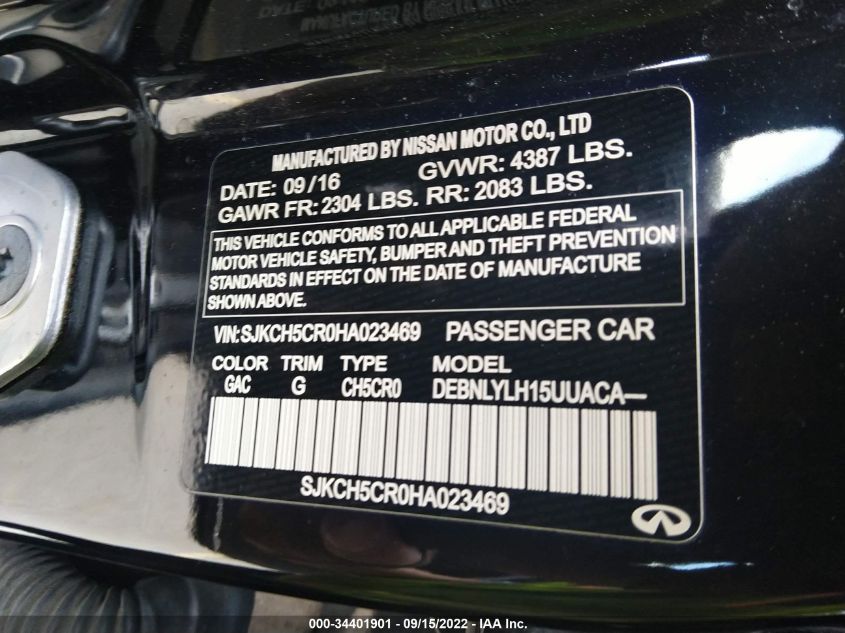 MANUFACTURED BY NISSAN MOTOR CO., LTD
DATE: 09/16 GVWR: 4387 LBS.
GAWR FR: 2304 LBS. RR: 2083 LBS.
THIS VEHICLE CONFORMS TO ALL APPLICABLE FEDERAL
MOTOR VEHICLE SAFETY, BUMPER AND THEFT PREVENTION
STANDARDS IN EFFECT ON THE DATE OF MANUFACTURE
SHOWN ABOVE.
VIN:SJKCH5CR0HA023469 PASSENGER CAR
COLOR TRIM TYPE MODEL
GAC G CH5CR0 DEBNLYLH15UUACA—
SJKCH5CR0HA023469
000-34401901 - 09/15/2022 - IAA Inc.